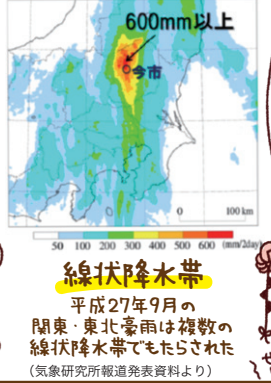 600mm以上
今市
0 100 km
50 100 200 300 400 500 600 (mm/2day)
線状降水帯
平成27年9月の
関東・東北豪雨は複数の
線状降水帯でもたらされた
(気象研究所報道発表資料より)